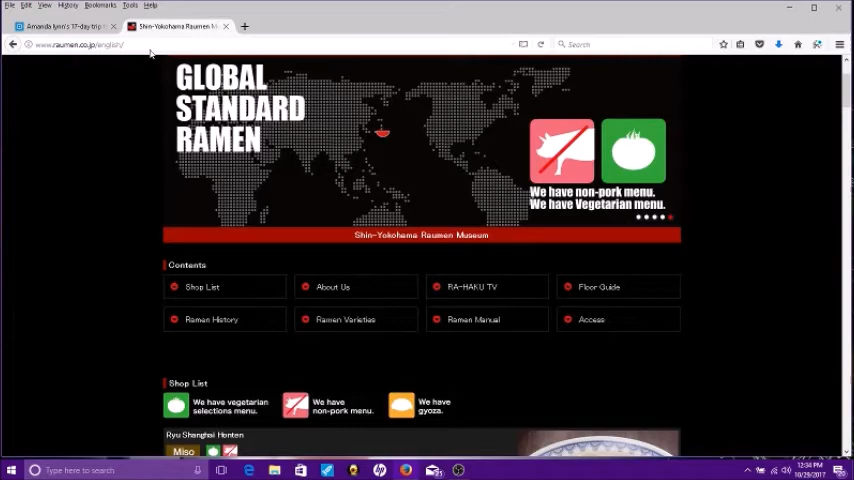 File Edit View History Bookmarks Tools Help
Amanda lynn's 17-day trip
Shin-Yokohama Raumen M
www.raumen.co.jp/english/
Search
GLOBAL
STANDARD
RAMEN
We have non-pork menu.
We have Vegetarian menu.
Shin-Yokohama Raumen Museum
Contents
Shop List
About Us
RA-HAKU TV
Floor Guide
Ramen History
Ramen Varieties
Ramen Manual
Access
Shop List
We have vegetarian
selections menu.
We have
non-pork menu.
We have
gyoza.
Ryu Shanghai Honten
Miso
Type here to search
12:34 PM
10/29/2017